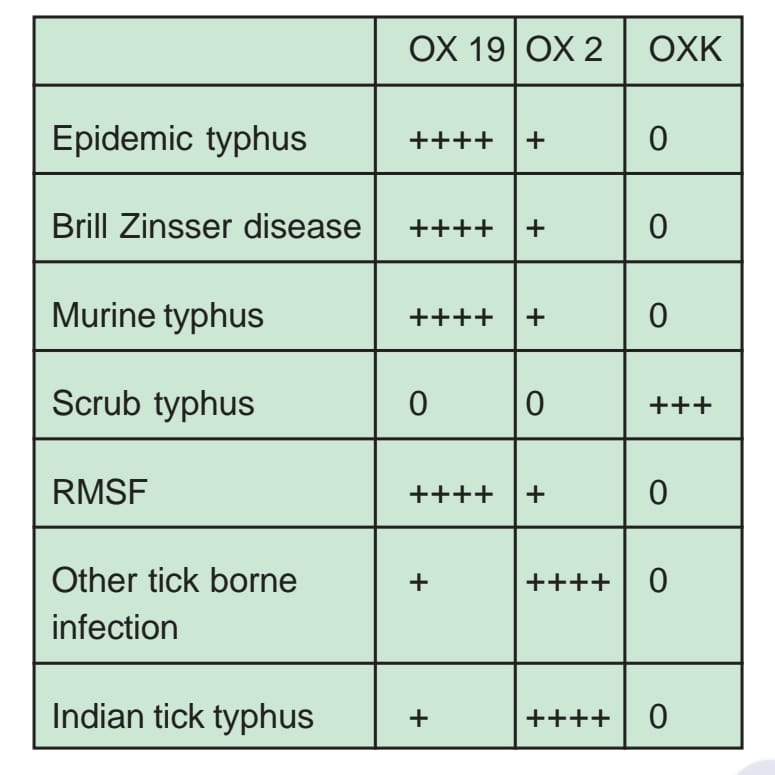 OX 19 OX 2 OXK
Epidemic typhus ++++ + 0
Brill Zinsser disease ++++ + 0
Murine typhus ++++ + 0
Scrub typhus 0 0 +++
RMSF ++++ + 0
Other tick borne + ++++ 0
infection
Indian tick typhus + ++++ 0